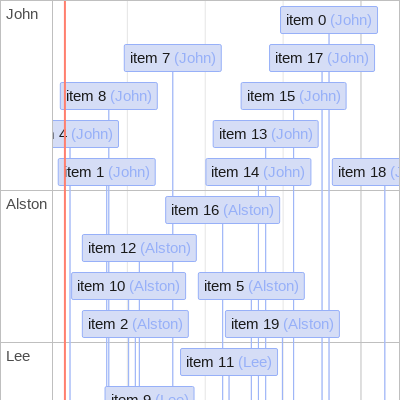 John
item 0 (John)
item 7 (John)
item 17 (John)
item 8 (John)
item 15 (John)
4 (John)
item 13 (John)
item 1 (John)
item 14 (John)
item 18
Alston
item 16 (Alston)
item 12 (Alston)
item 10 (Alston)
item 5 (Alston)
item 2 (Alston)
item 19 (Alston)
Lee
item 11 (Lee)
item 9 (Lee)